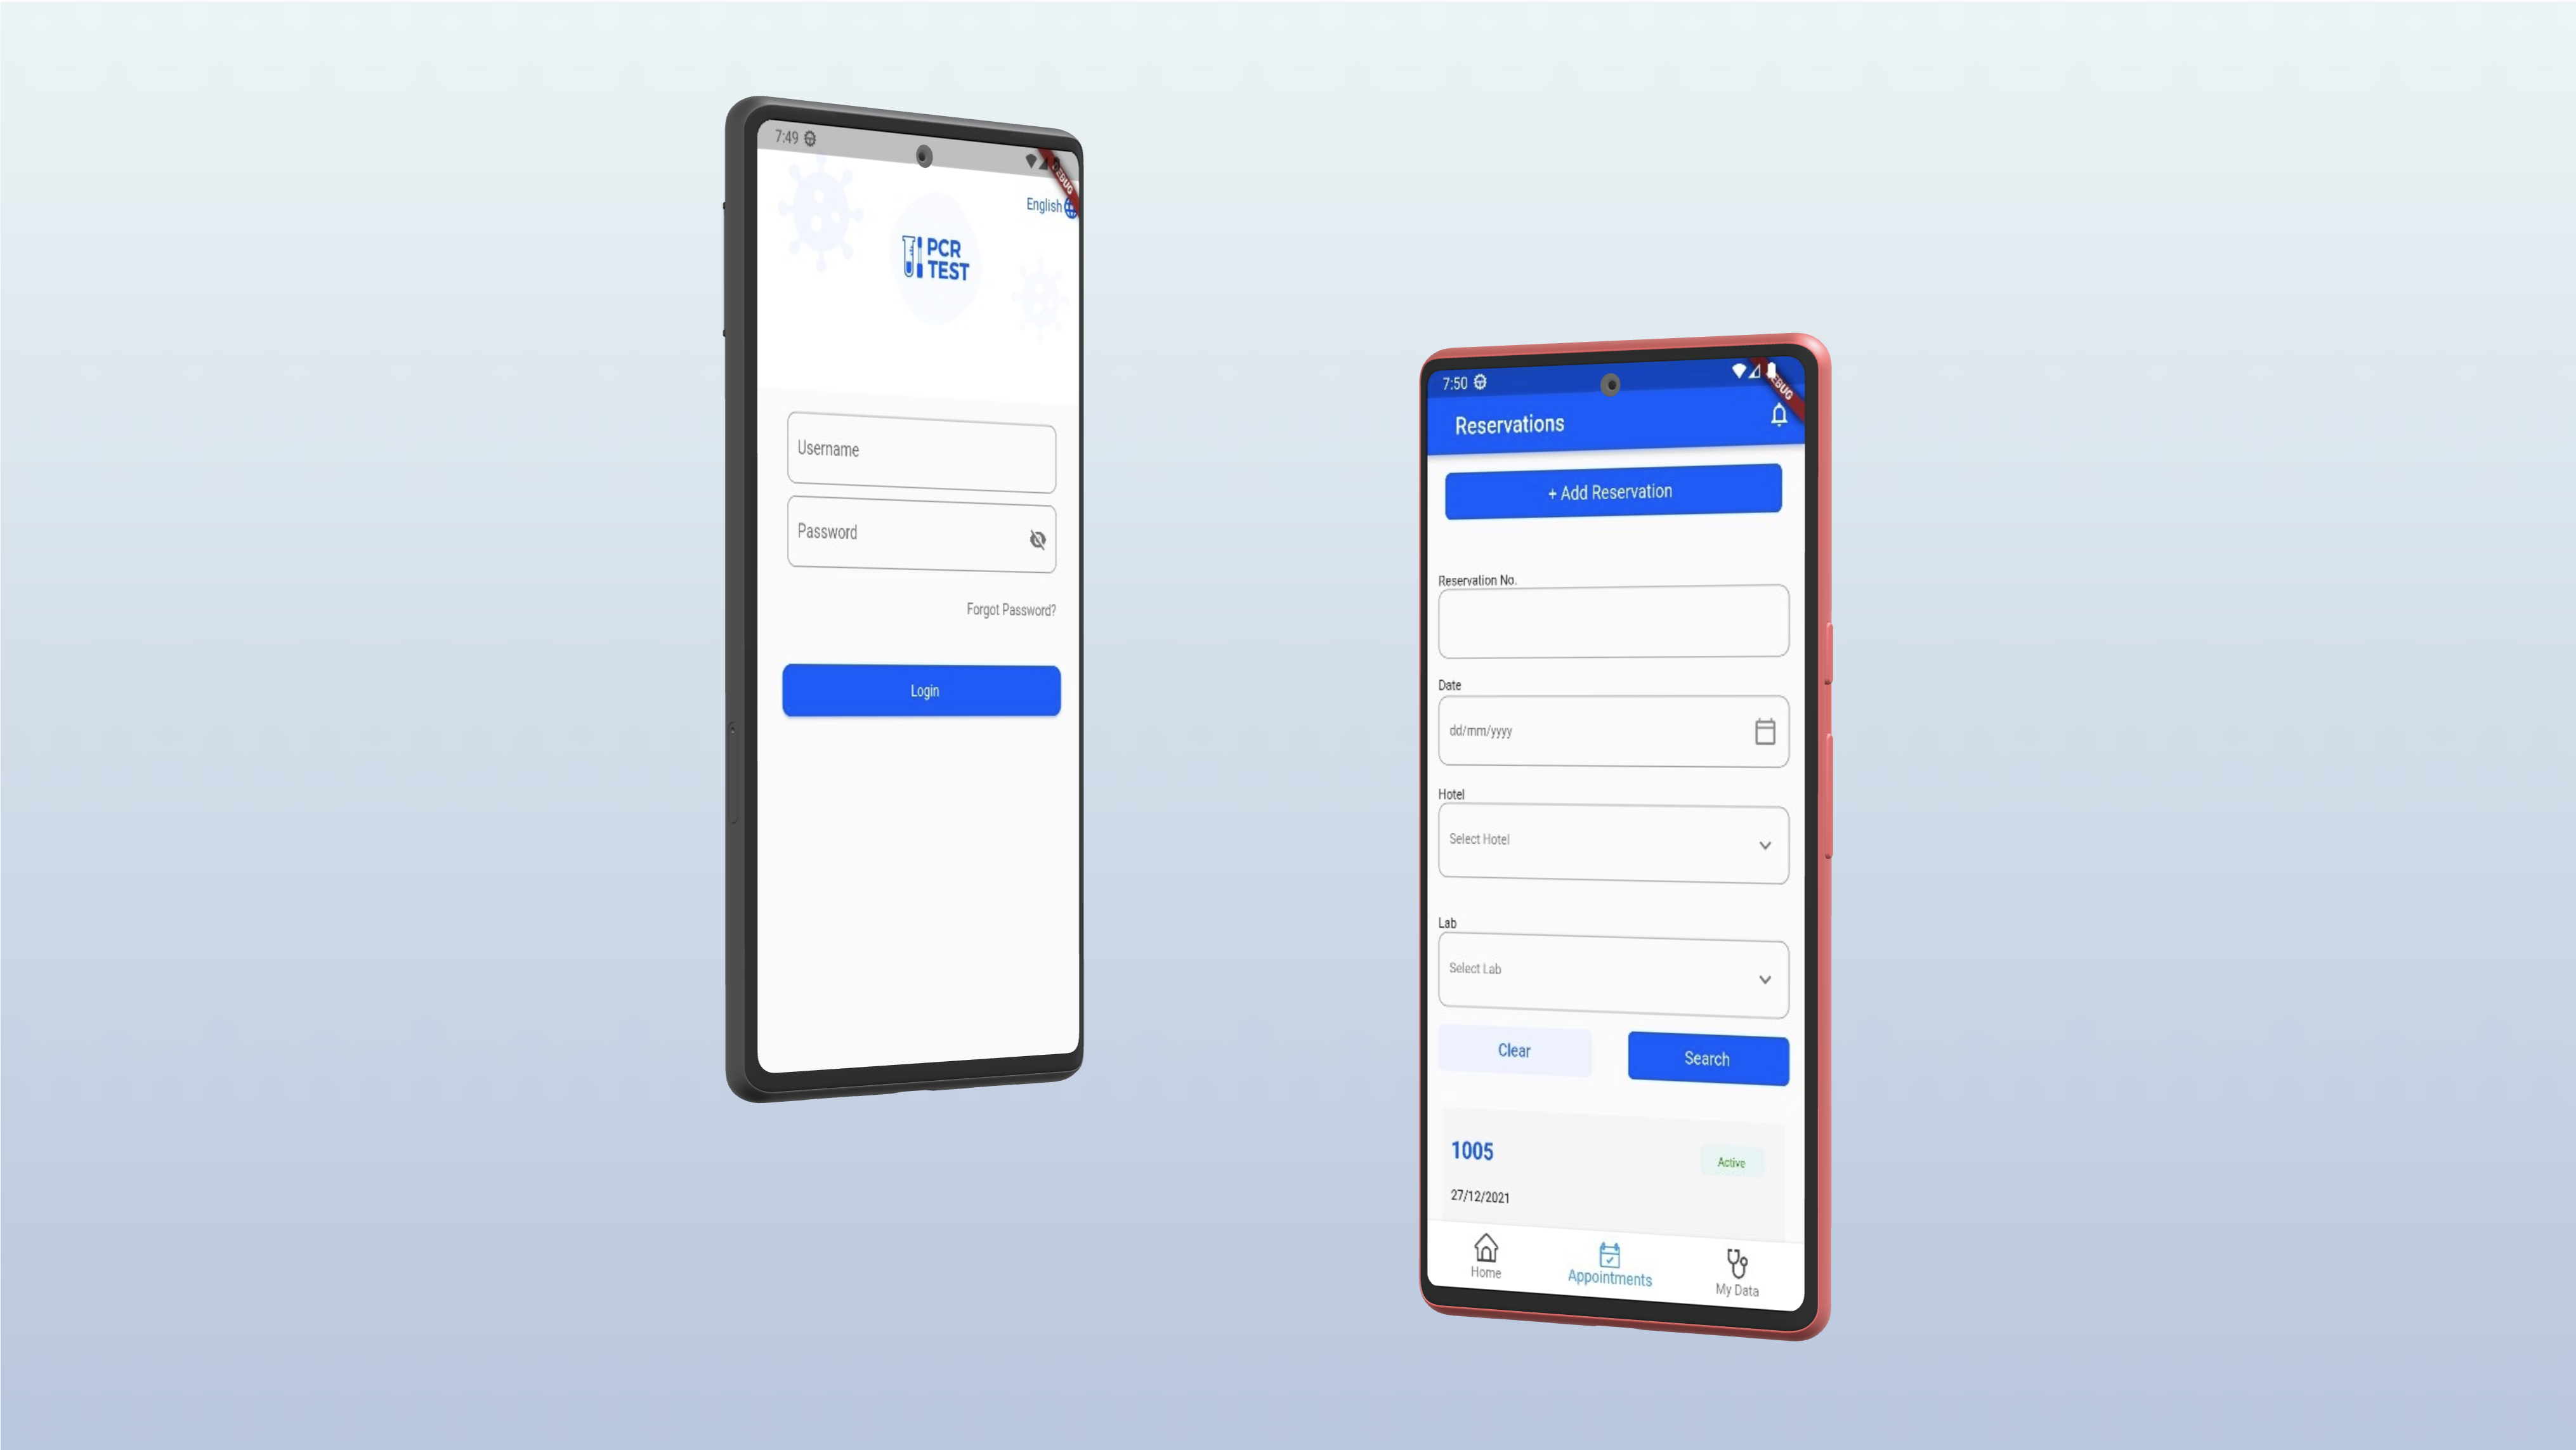 7:49
DEBUG
English
PCR
TEST
Username
Password
Forgot Password?
Login
7:50
DEBUG
Reservations
+ Add Reservation
Reservation No.
Date
dd/mm/yyyy
Hotel
Select Hotel
Lab
Select Lab
Clear
Search
1005
Active
27/12/2021
Home
Appointments
My Data